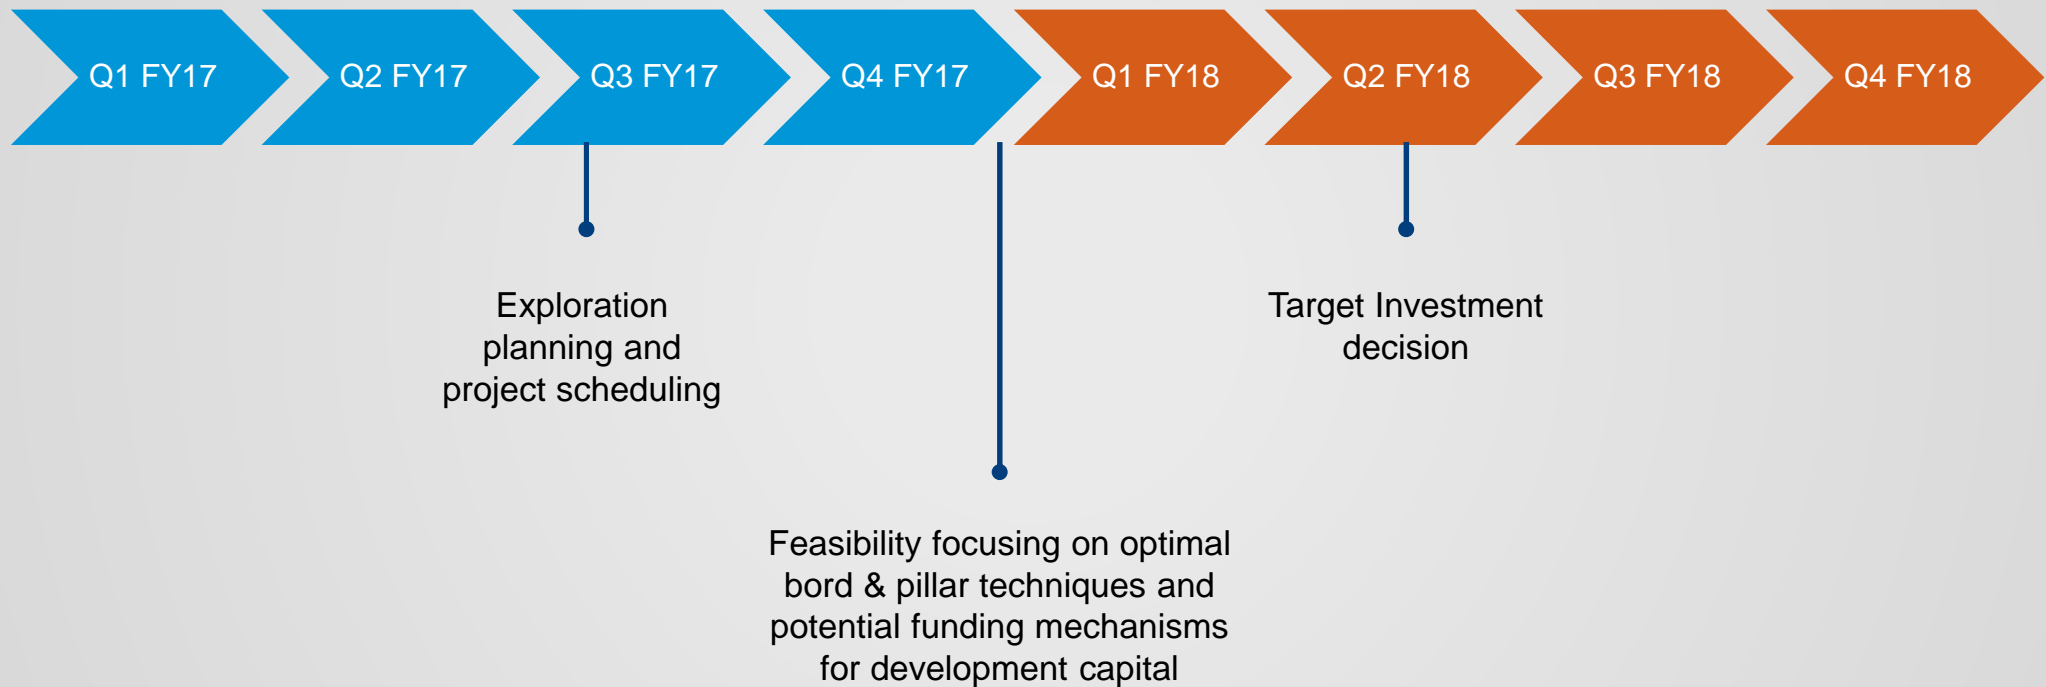 Q1 FY17
Q2 FY17
Q3 FY17
Q4 FY17
Q1 FY18
Q2 FY18
Q3 FY18
Q4 FY18
Exploration
planning and
project scheduling
Target Investment
decision
Feasibility focusing on optimal
bord & pillar techniques and
potential funding mechanisms
for development capital